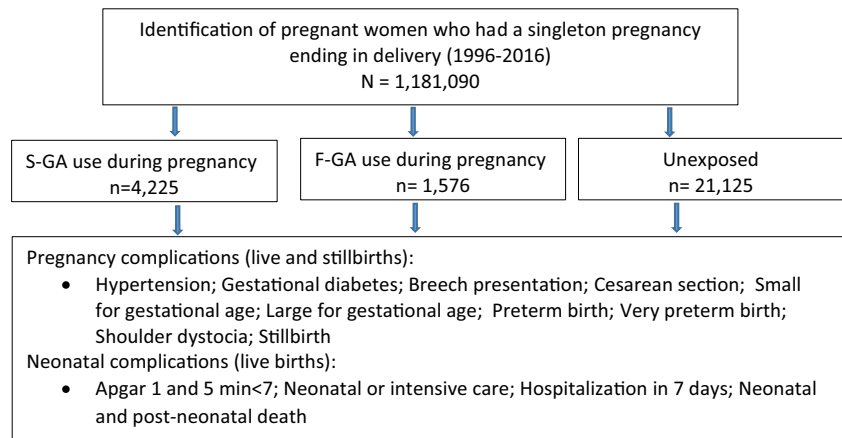 Identification of pregnant women who had a singleton pregnancy
ending in delivery (1996-2016)
N = 1,181,090
S-GA use during pregnancy
n=4,225
F-GA use during pregnancy
n= 1,576
Unexposed
n= 21,125
Pregnancy complications (live and stillbirths):
• Hypertension; Gestational diabetes; Breech presentation; Cesarean section; Small
for gestational age; Large for gestational age; Preterm birth; Very preterm birth;
Shoulder dystocia; Stillbirth
Neonatal complications (live births):
• Apgar 1 and 5 min<7; Neonatal or intensive care; Hospitalization in 7 days; Neonatal
and post-neonatal death